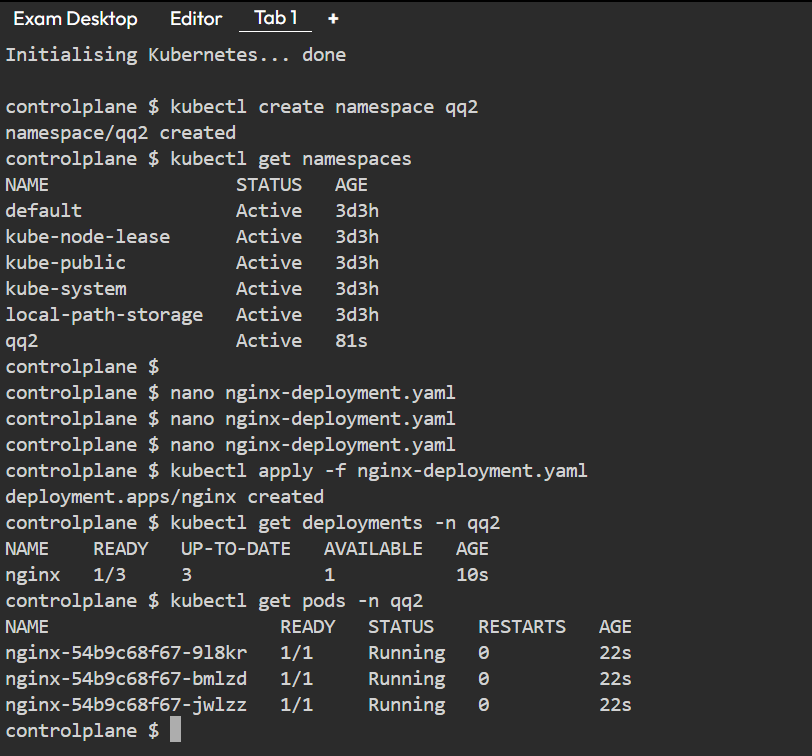 Exam Desktop Editor Tab 1 +
Initialising Kubernetes... done
controlplane $ kubectl create namespace qq2
namespace/qq2 created
controlplane $ kubectl get namespaces
NAME STATUS AGE
default Active 3d3h
kube-node-lease Active 3d3h
kube-public Active 3d3h
kube-system Active 3d3h
local-path-storage Active 3d3h
qq2 Active 81s
controlplane $
controlplane $ nano nginx-deployment.yaml
controlplane $ nano nginx-deployment.yaml
controlplane $ nano nginx-deployment.yaml
controlplane $ kubectl apply -f nginx-deployment.yaml
deployment.apps/nginx created
controlplane $ kubectl get deployments -n qq2
NAME READY UP-TO-DATE AVAILABLE AGE
nginx 1/3 3 1 10s
controlplane $ kubectl get pods -n qq2
NAME READY STATUS RESTARTS AGE
nginx-54b9c68f67-9l8kr 1/1 Running 0 22s
nginx-54b9c68f67-bmlzd 1/1 Running 0 22s
nginx-54b9c68f67-jwlzz 1/1 Running 0 22s
controlplane $